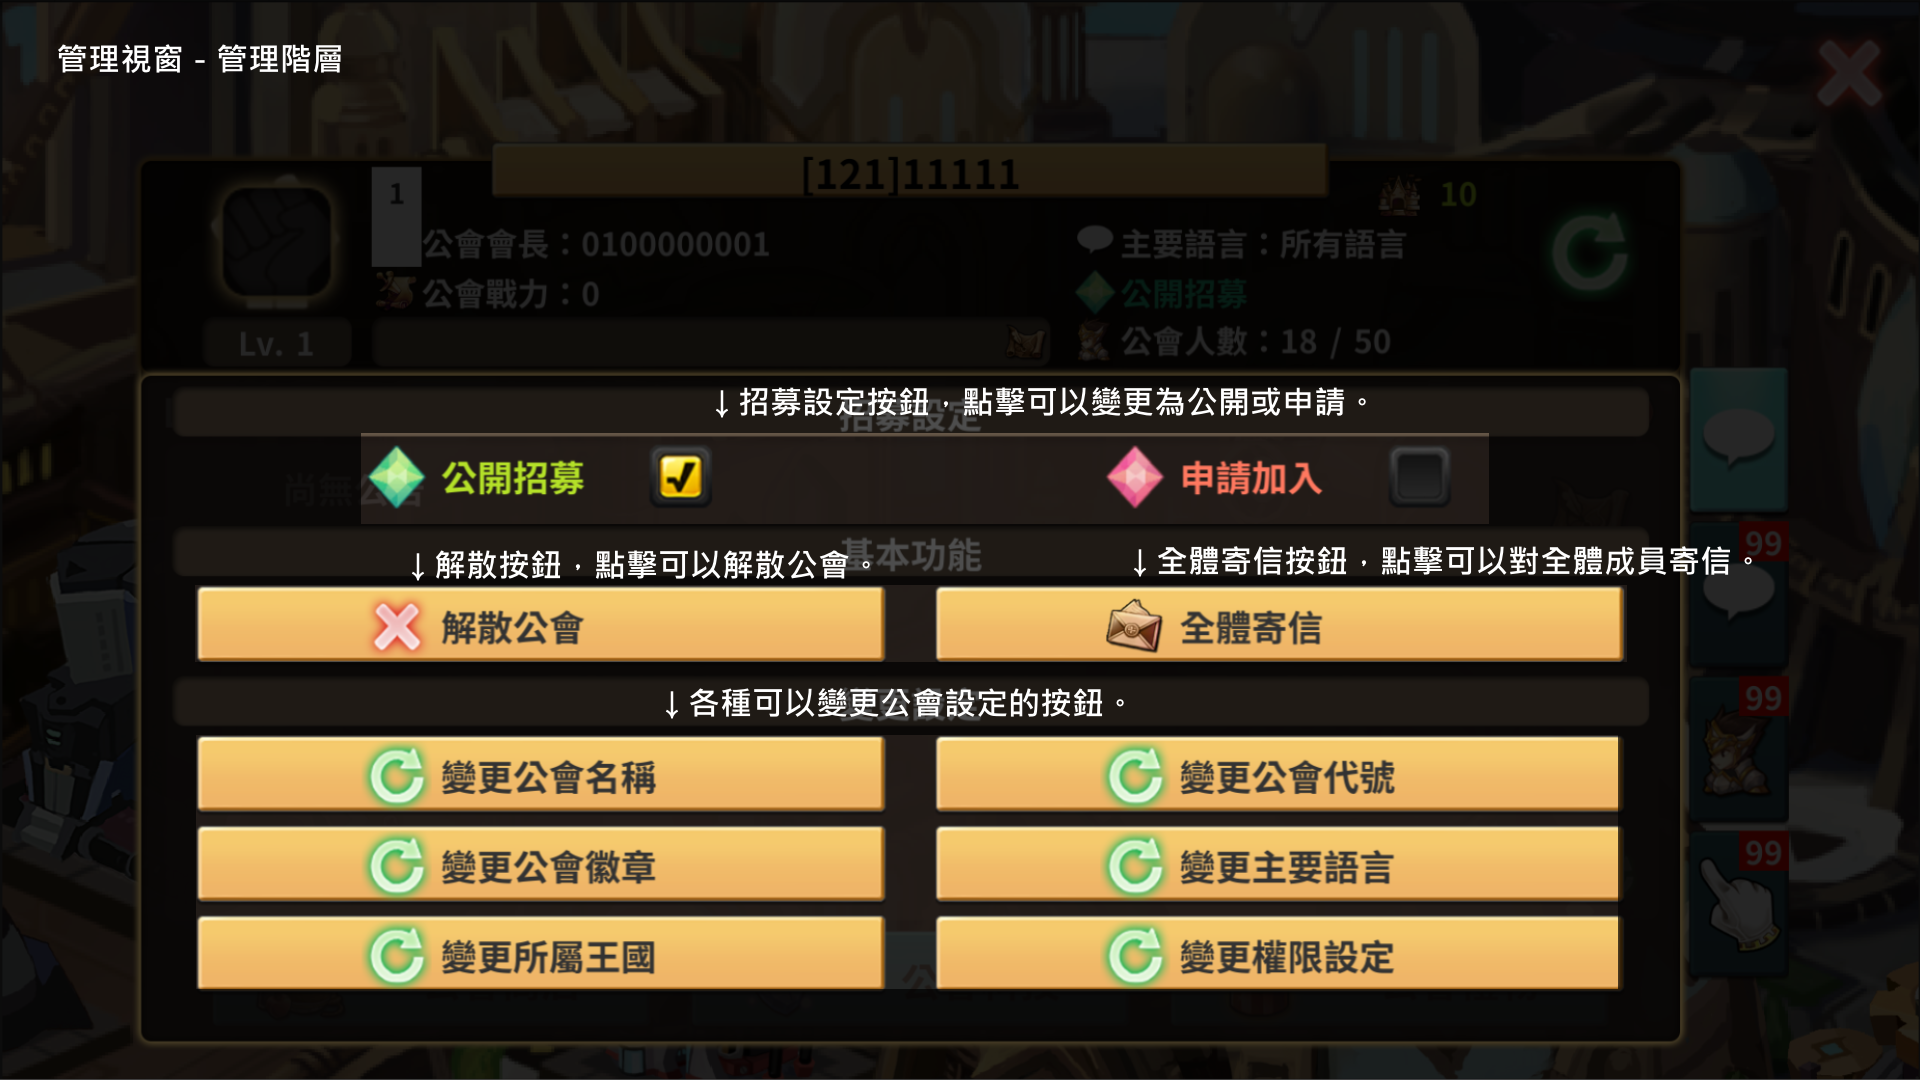 管理視窗 - 管理階層
[121]11111
1
10
公會會長：0100000001
主要語言：所有語言
公會戰力：0
公開招募
Lv. 1
公會人數：18 / 50
↓招募設定按鈕，點擊可以變更為公開或申請。
招募設定
公開招募
申請加入
尚無公告
基本功能
↓解散按鈕，點擊可以解散公會。
↓全體寄信按鈕，點擊可以對全體成員寄信。
99
解散公會
全體寄信
↓各種可以變更公會設定的按鈕。
99
變更公會名稱
變更公會代號
99
變更公會徽章
變更主要語言
變更所屬王國
變更權限設定